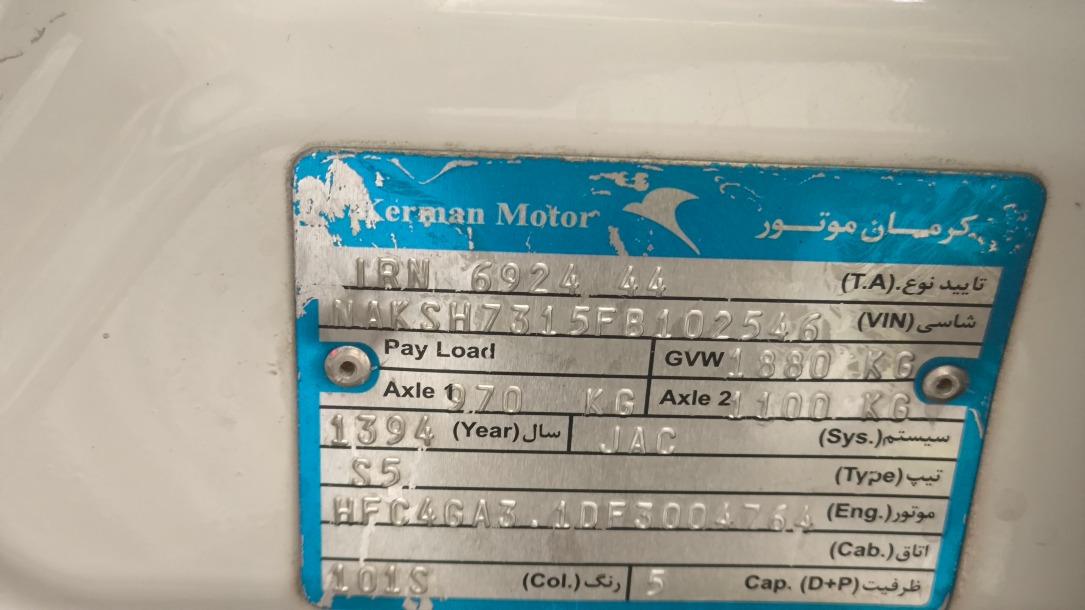 Kerman Motor کرمان موتور
IRN 6924 44 تایید نوع.(T.A)
NAKSH7315FB102546 شاسی(VIN)
Pay Load GVW 1880 KG
Axle 1 970 KG Axle 2 1100 KG
1394 سال(Year) JAC سیستم(Sys.)
S5 تیپ(Type)
HFC4GA3.1DF3004764 موتور(Eng.)
اتاق(Cab.)
101S رنگ(Col.) 5 Cap. (D+P)ظرفیت